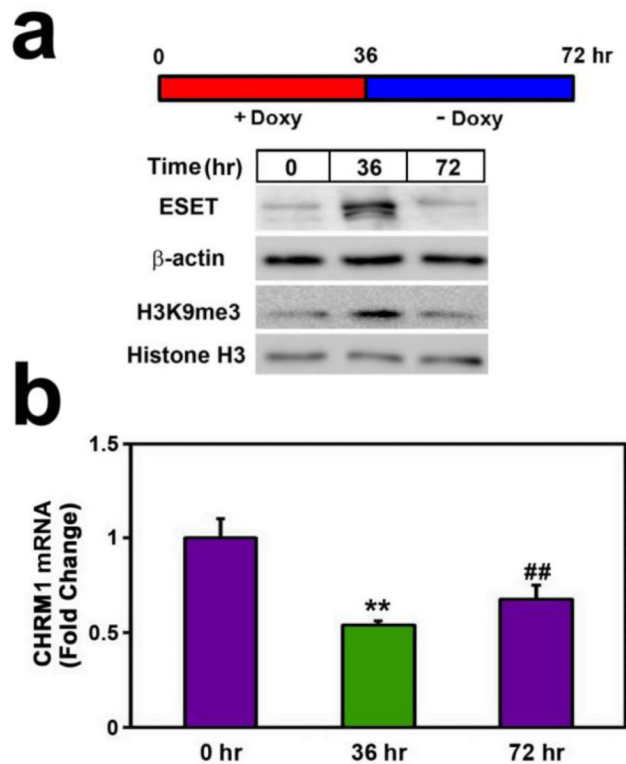 a
0 36 72 hr
+ Doxy - Doxy
Time(hr) 0 36 72
ESET
β-actin
H3K9me3
Histone H3
b
CHRM1 mRNA
(Fold Change)
1.5
1
0.5
0
**
##
0 hr 36 hr 72 hr